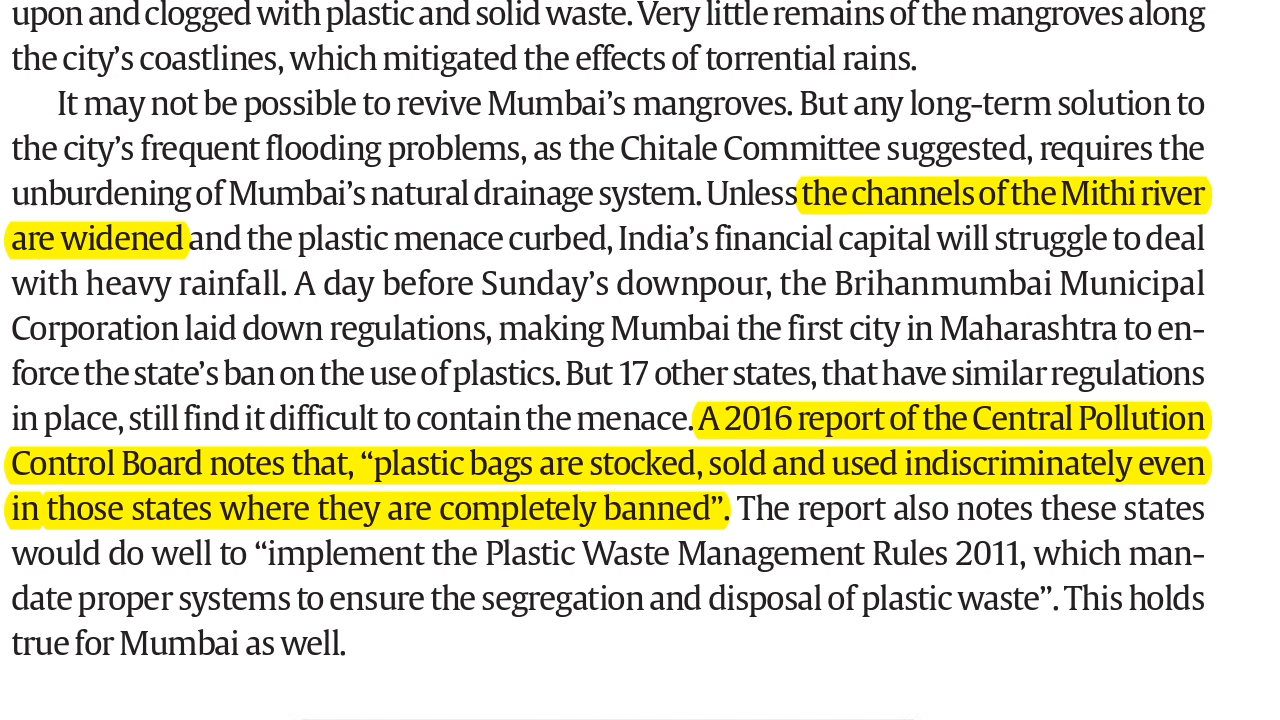 upon and clogged with plastic and solid waste. Very little remains of the mangroves along
the city’s coastlines, which mitigated the effects of torrential rains.
It may not be possible to revive Mumbai’s mangroves. But any long-term solution to
the city’s frequent flooding problems, as the Chitale Committee suggested, requires the
unburdening of Mumbai’s natural drainage system. Unless the channels of the Mithi river
are widened and the plastic menace curbed, India’s financial capital will struggle to deal
with heavy rainfall. A day before Sunday’s downpour, the Brihanmumbai Municipal
Corporation laid down regulations, making Mumbai the first city in Maharashtra to en-
force the state’s ban on the use of plastics. But 17 other states, that have similar regulations
in place, still find it difficult to contain the menace. A 2016 report of the Central Pollution
Control Board notes that, “plastic bags are stocked, sold and used indiscriminately even
in those states where they are completely banned”. The report also notes these states
would do well to “implement the Plastic Waste Management Rules 2011, which man-
date proper systems to ensure the segregation and disposal of plastic waste”. This holds
true for Mumbai as well.